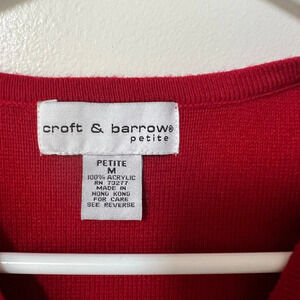 croft & barrow®
petite
PETITE
M
100% ACRYLIC
RN 73277
MADE IN
HONG KONG
FOR CARE
SEE REVERSE